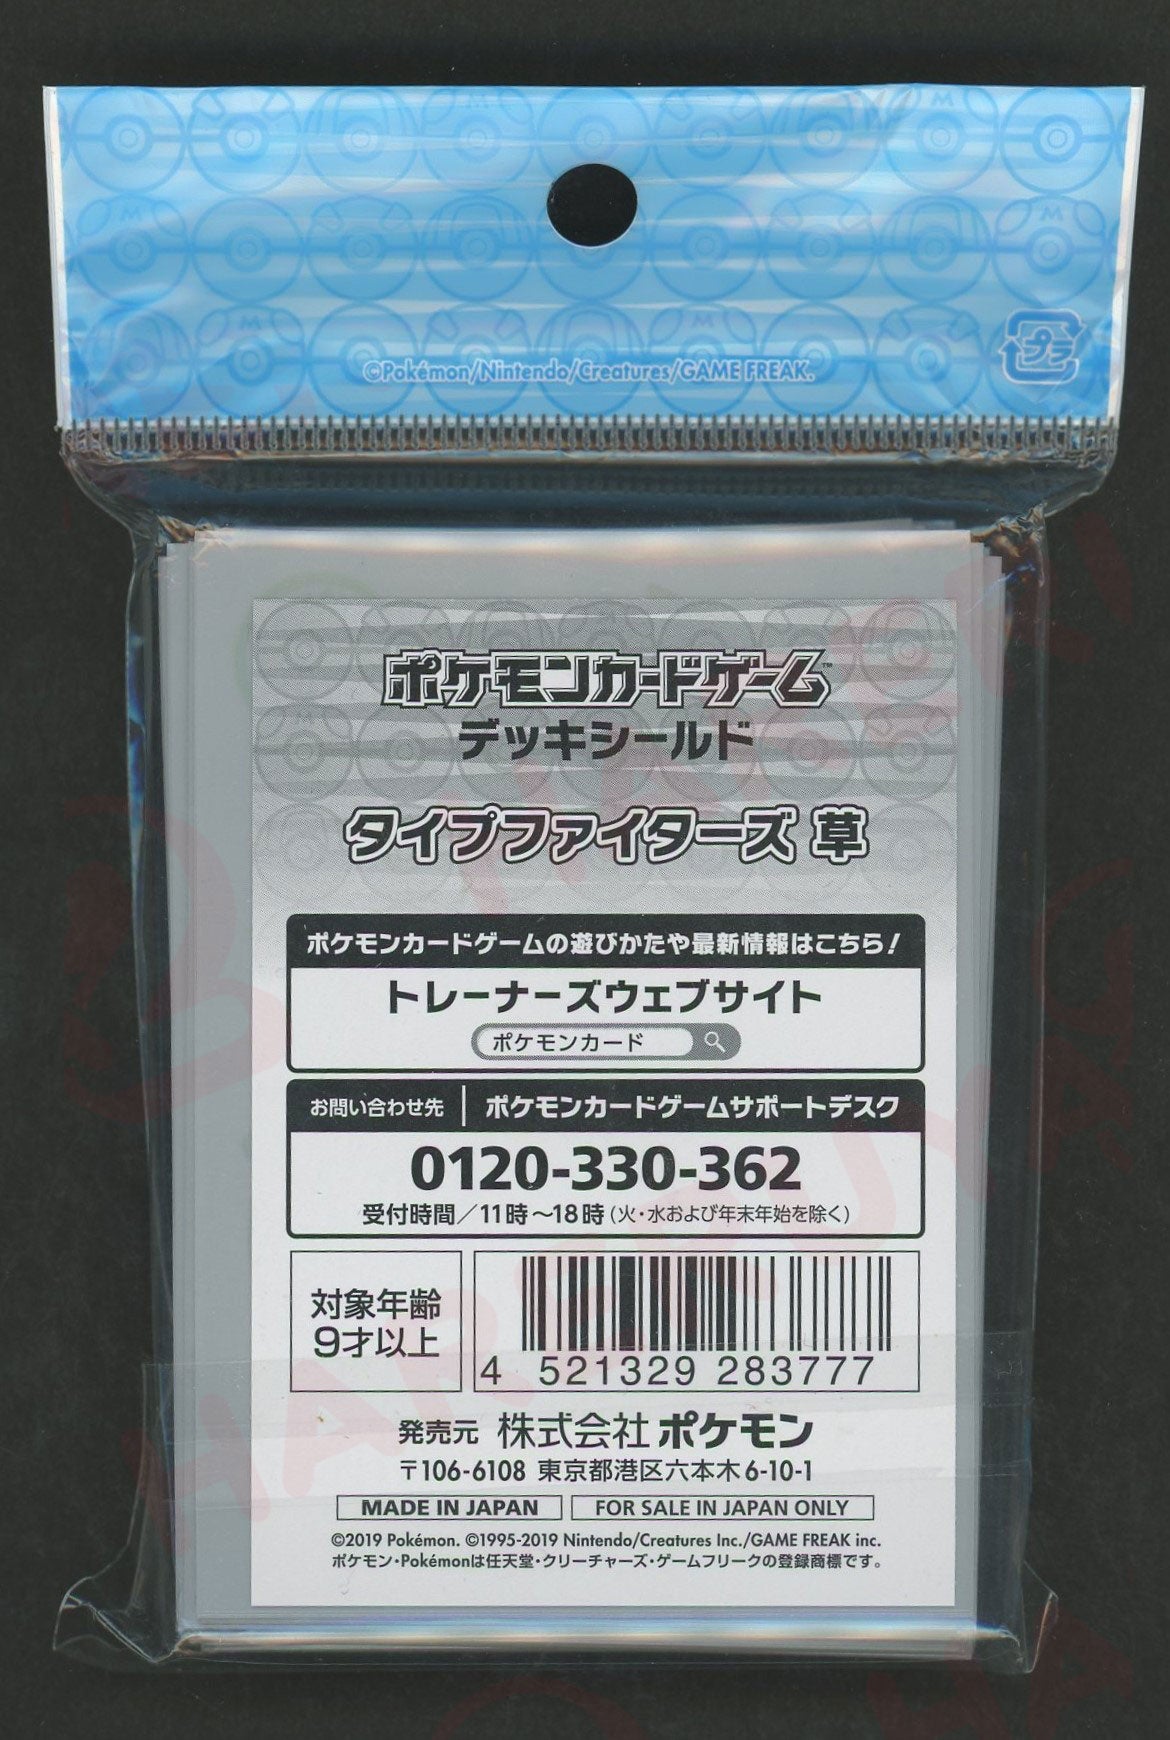 ©Pokémon/Nintendo/Creatures/GAME FREAK.
プラ
ポケモンカードゲーム™
デッキシールド
タイプファイターズ 草
ポケモンカードゲームの遊びかたや最新情報はこちら!
トレーナーズウェブサイト
ポケモンカード
お問い合わせ先 ポケモンカードゲームサポートデスク
0120-330-362
受付時間/11時~18時(火・水および年末年始を除く)
対象年齢
9才以上
4 521329 283777
発売元 株式会社ポケモン
〒106-6108 東京都港区六本木6-10-1
MADE IN JAPAN FOR SALE IN JAPAN ONLY
©2019 Pokémon. ©1995-2019 Nintendo/Creatures Inc./GAME FREAK inc.
ポケモン・Pokémonは任天堂・クリーチャーズ・ゲームフリークの登録商標です。